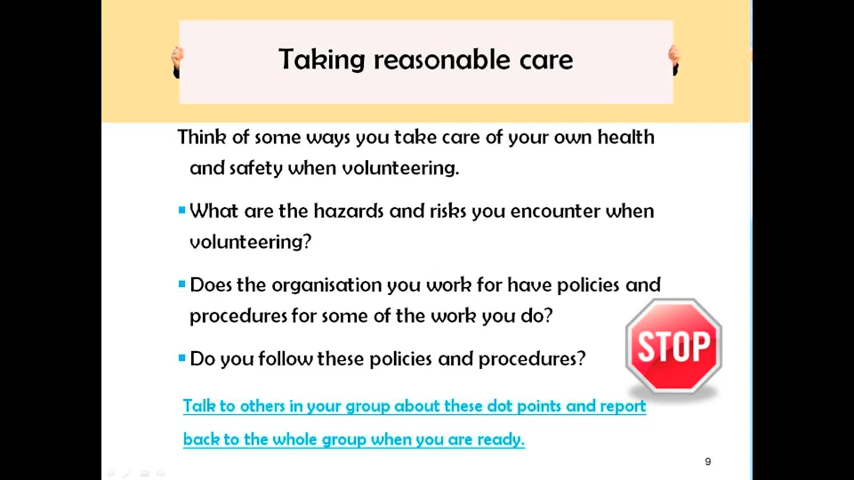 Taking reasonable care
Think of some ways you take care of your own health
and safety when volunteering.
What are the hazards and risks you encounter when
volunteering?
Does the organisation you work for have policies and
procedures for some of the work you do?
STOP
Do you follow these policies and procedures?
Talk to others in your group about these dot points and report
back to the whole group when you are ready.
9